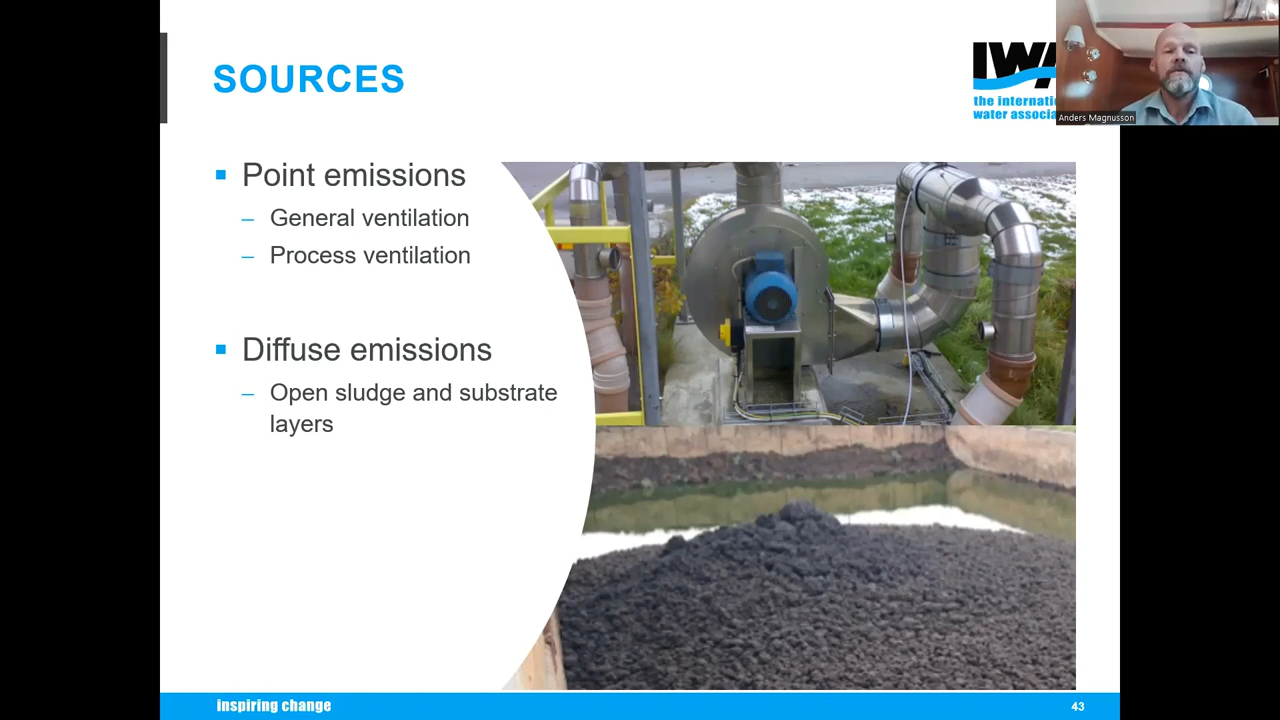 SOURCES
IWA
the internati
water associa
Anders Magnusson
▪ Point emissions
– General ventilation
– Process ventilation
▪ Diffuse emissions
– Open sludge and substrate
layers
inspiring change
43